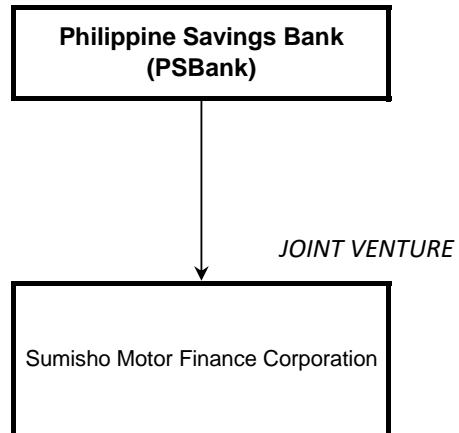 Philippine Savings Bank
(PSBank)
JOINT VENTURE
Sumisho Motor Finance Corporation